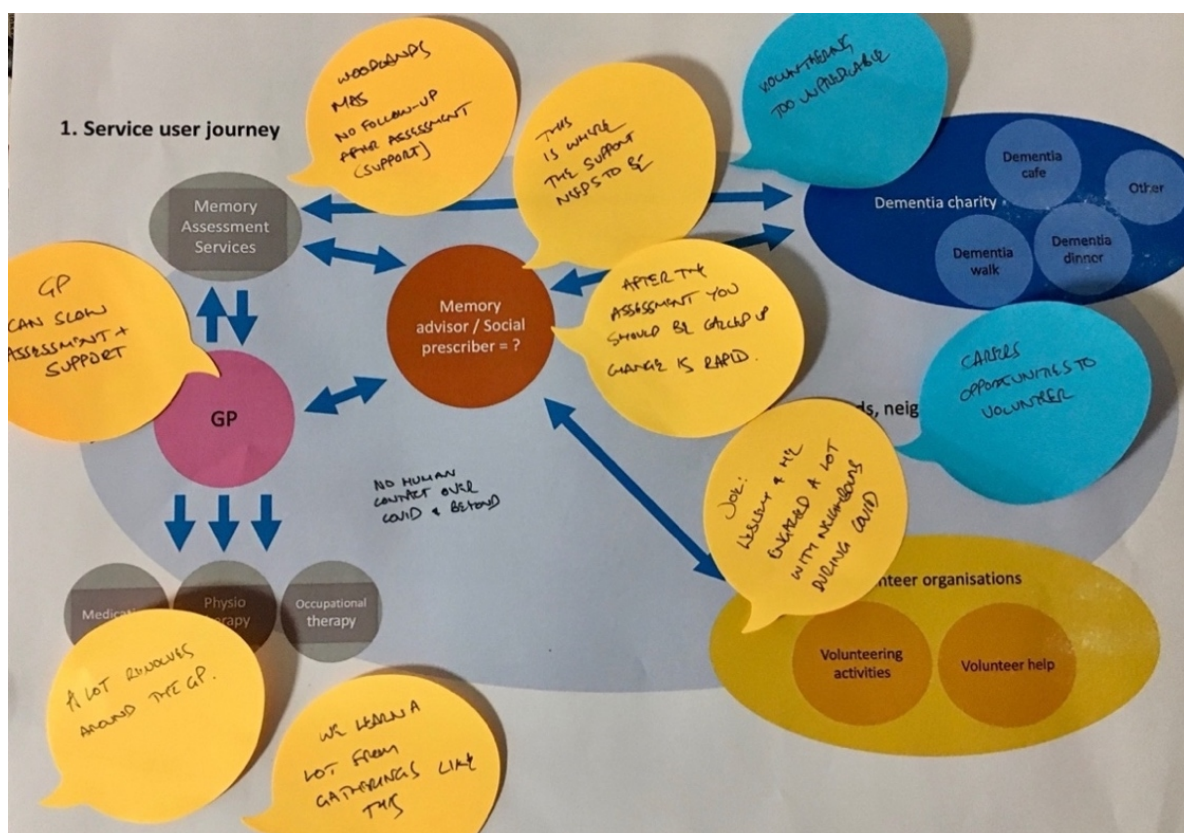 1. Service user journey
WOODLANDS
MAS
NO FOLLOW-UP
AFTER ASSESSMENT
(SUPPORT)
THIS
IS WHERE
THE SUPPORT
NEEDS TO BE
VOLUNTEERING
TOO UNPREDICTABLE
Memory
Assessment
Services
Dementia charity
Dementia
cafe
Other
Dementia
walk
Dementia
dinner
GP
CAN SLOW
ASSESSMENT +
SUPPORT
Memory
advisor / Social
prescriber = ?
AFTER THE
ASSESSMENT YOU
SHOULD BE CALLED UP
CHANGE IS RAPID.
CARERS
OPPORTUNITIES TO
VOLUNTEER
GP
NO HUMAN
CONTACT OVER
COVID & BEYOND
ENGAGED A LOT
WITH NEIGHBOURS
DURING COVID
Physio
Occupational
therapy
organisations
Volunteering
activities
Volunteer help
A LOT REVOLVES
AROUND THE GP.
WE LEARN A
LOT FROM
GATHERINGS LIKE
THIS